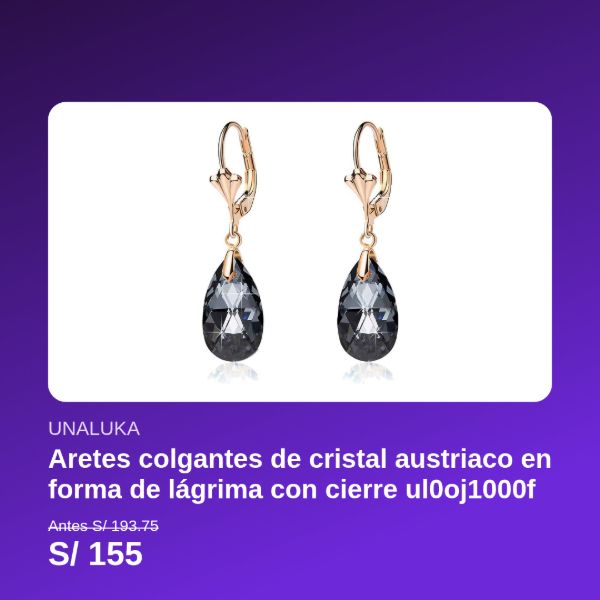 UNALUKA
Aretes colgantes de cristal austriaco en
forma de lágrima con cierre ul0oj1000f
Antes S/ 193.75
S/ 155